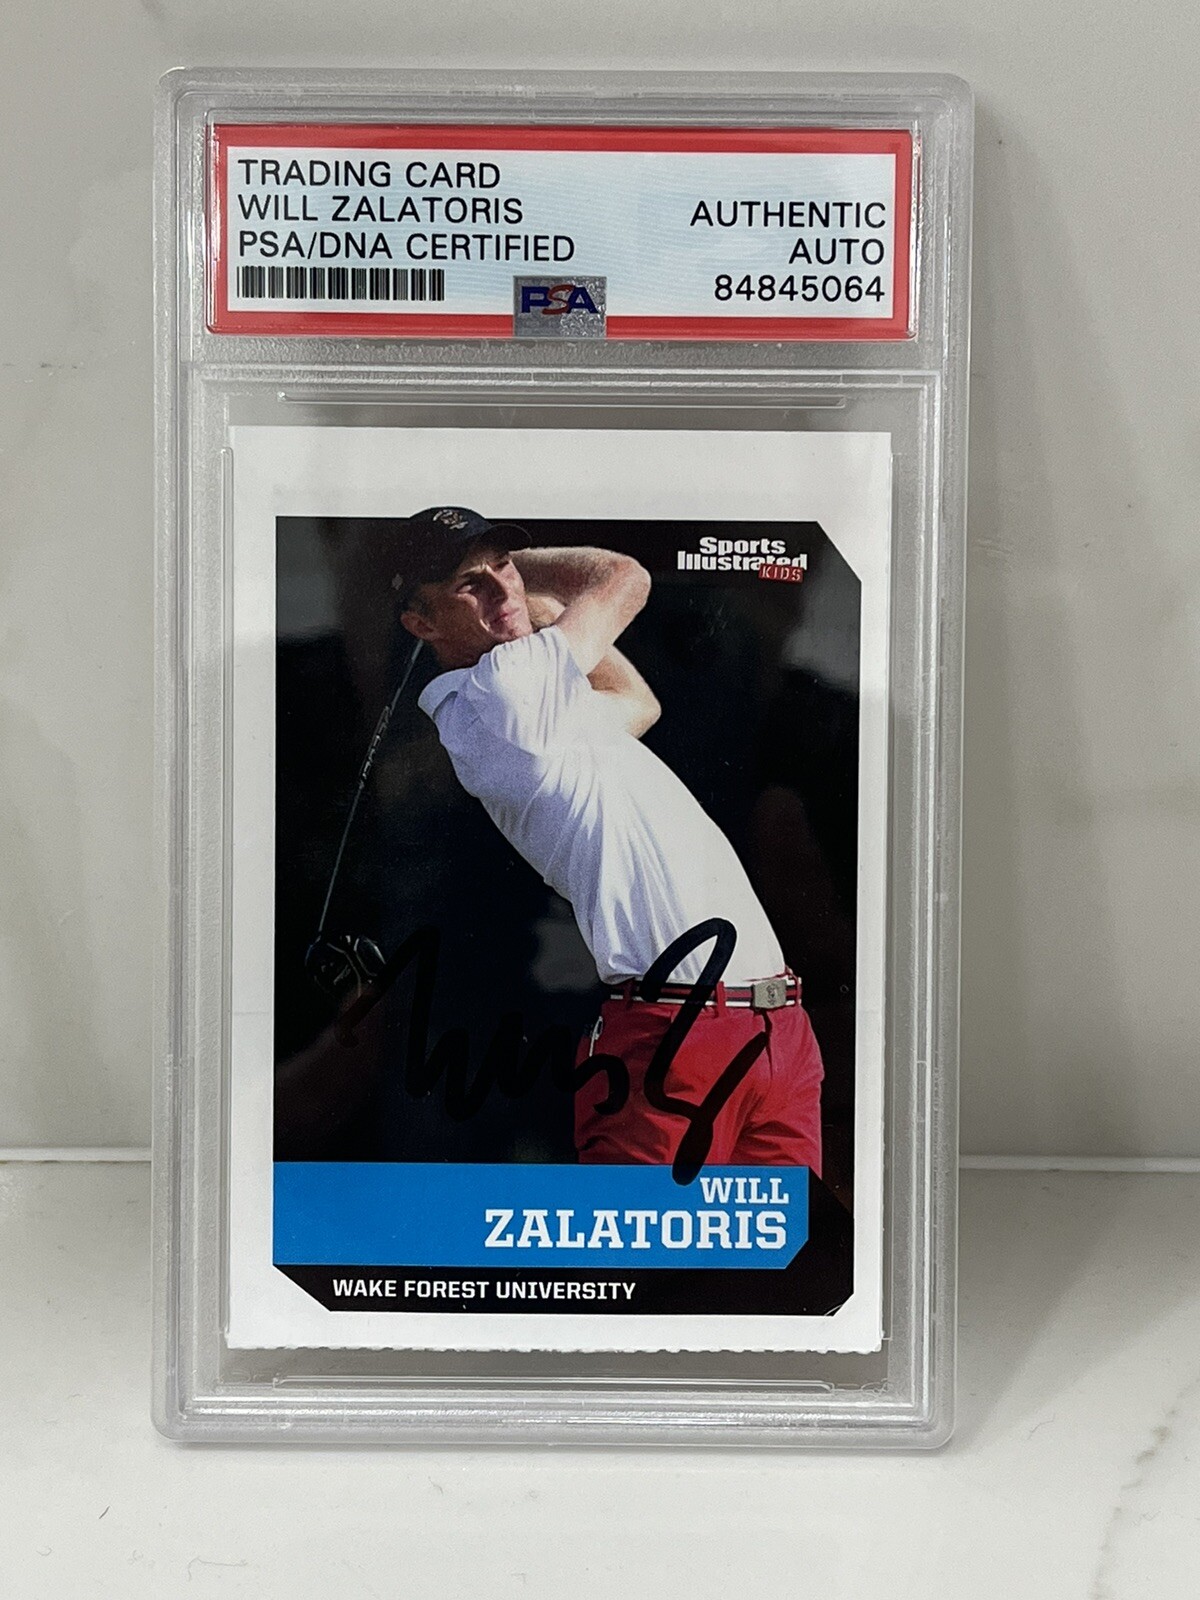 TRADING CARD
WILL ZALATORIS
PSA/DNA CERTIFIED
AUTHENTIC
AUTO
84845064
PSA
Sports
Illustrated
KIDS
WILL
ZALATORIS
WAKE FOREST UNIVERSITY